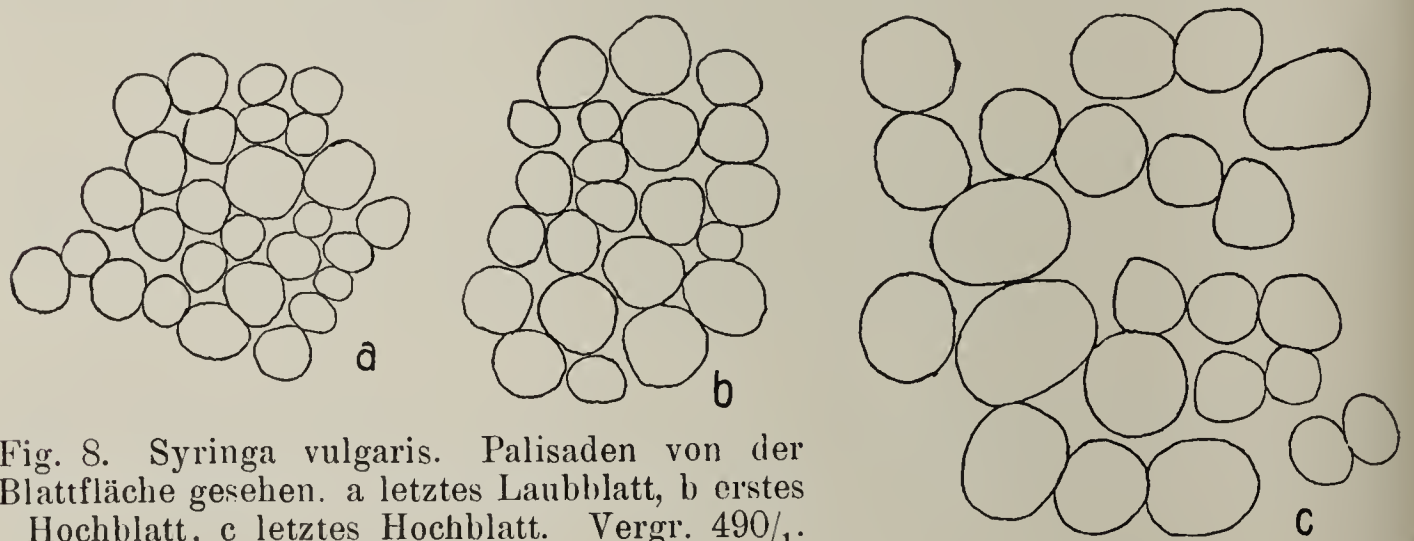 a
b
c
Fig. 8. Syringa vulgaris. Palisaden von der
Blattfläche gesehen. a letztes Laubblatt, b erstes
Hochblatt, c letztes Hochblatt. Vergr. 490/1.